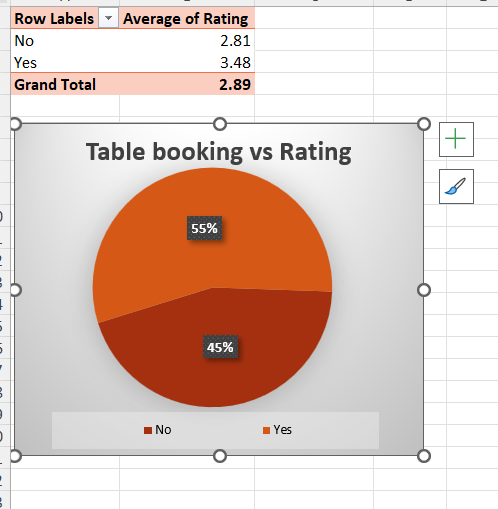 Row Labels Average of Rating
No 2.81
Yes 3.48
Grand Total 2.89
Table booking vs Rating
55%
45%
No Yes